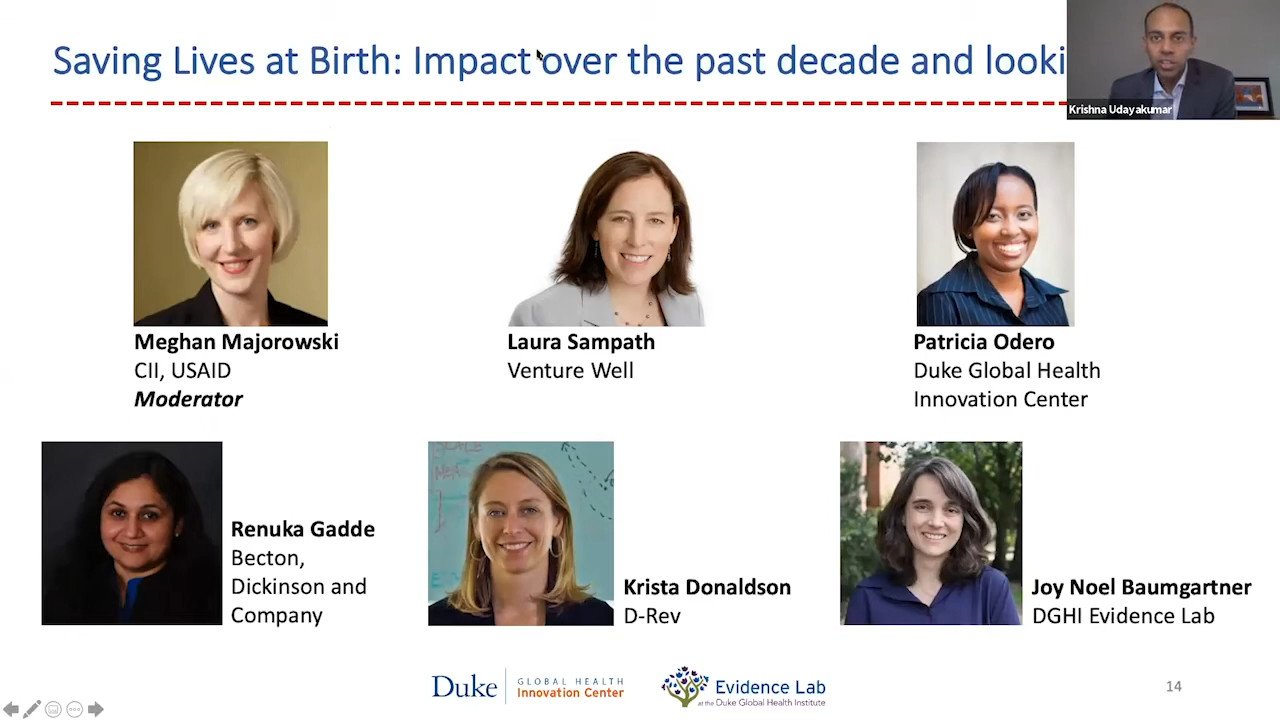 Saving Lives at Birth: Impact over the past decade and looki
Krishna Udayakumar
Meghan Majorowski
CII, USAID
Moderator
Laura Sampath
Venture Well
Patricia Odero
Duke Global Health
Innovation Center
Renuka Gadde
Becton,
Dickinson and
Company
Krista Donaldson
D-Rev
Joy Noel Baumgartner
DGHI Evidence Lab
Duke
GLOBAL HEALTH
Innovation Center
Evidence Lab
at the Duke Global Health Institute
14